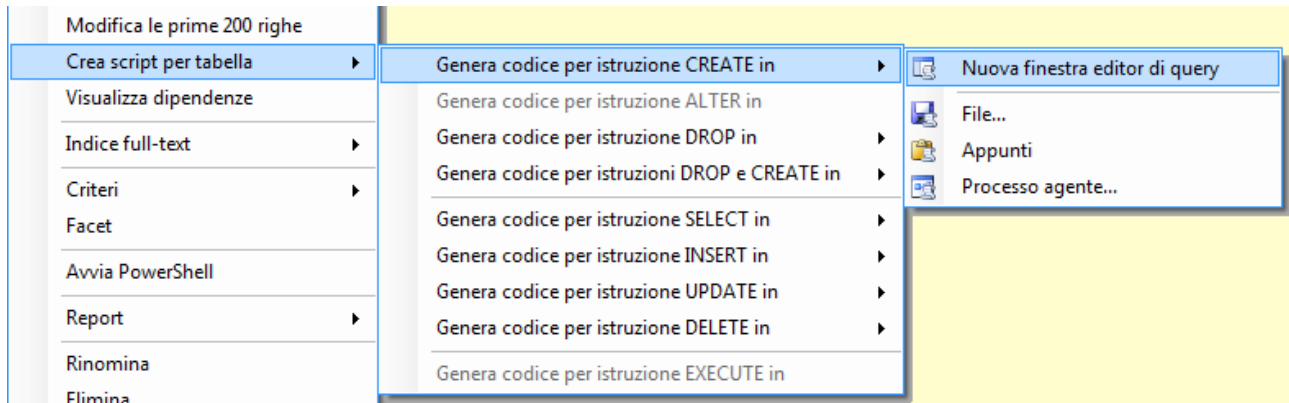 Modifica le prime 200 righe
Crea script per tabella
Visualizza dipendenze
Indice full-text
Criteri
Facet
Avvia PowerShell
Report
Rinomina
Elimina
Genera codice per istruzione CREATE in
Genera codice per istruzione ALTER in
Genera codice per istruzione DROP in
Genera codice per istruzioni DROP e CREATE in
Genera codice per istruzione SELECT in
Genera codice per istruzione INSERT in
Genera codice per istruzione UPDATE in
Genera codice per istruzione DELETE in
Genera codice per istruzione EXECUTE in
Nuova finestra editor di query
File...
Appunti
Processo agente...